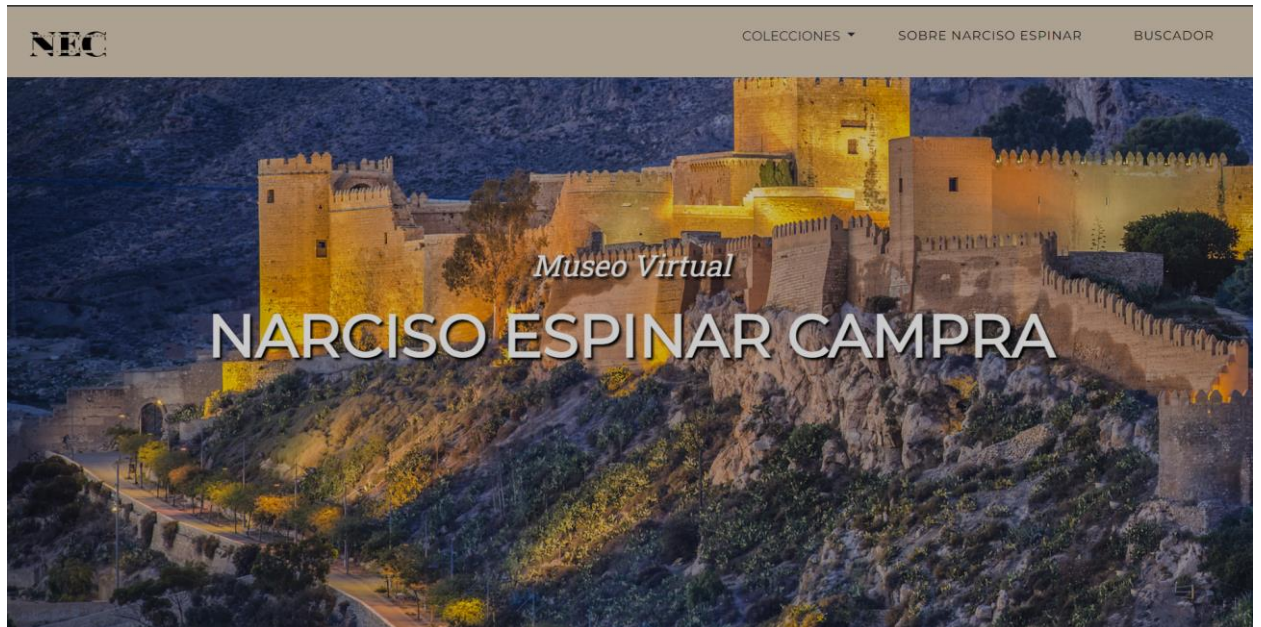 NEC
COLECCIONES
SOBRE NARCISO ESPINAR
BUSCADOR
Museo Virtual
NARCISO ESPINAR CAMPRA